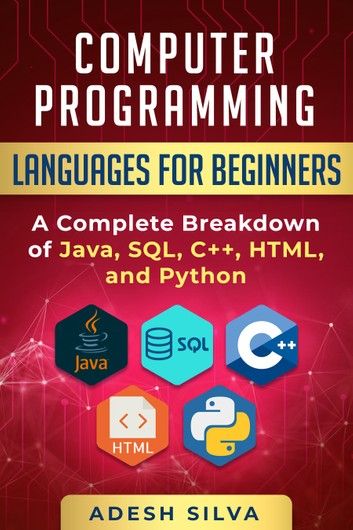 COMPUTER
PROGRAMMING
LANGUAGES FOR BEGINNERS
A Complete Breakdown
of Java, SQL, C++, HTML,
and Python
Java
SQL
C++
HTML
ADESH SILVA